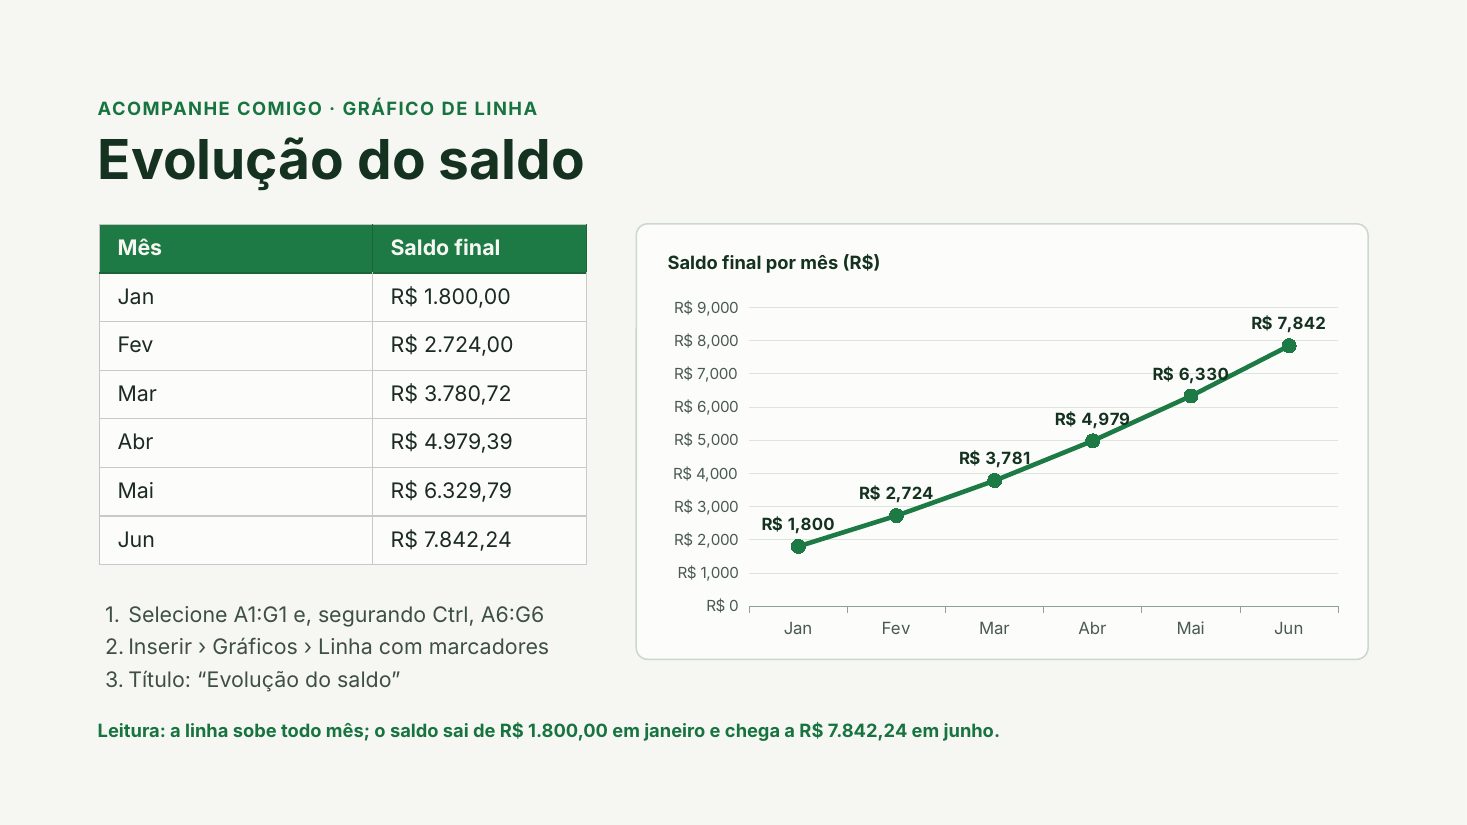 ACOMPANHE COMIGO · GRÁFICO DE LINHA
Evolução do saldo
Mês Saldo final
Jan R$ 1.800,00
Fev R$ 2.724,00
Mar R$ 3.780,72
Abr R$ 4.979,39
Mai R$ 6.329,79
Jun R$ 7.842,24
1. Selecione A1:G1 e, segurando Ctrl, A6:G6
2. Inserir › Gráficos › Linha com marcadores
3. Título: “Evolução do saldo”
Saldo final por mês (R$)
R$ 9,000
R$ 8,000
R$ 7,000
R$ 6,000
R$ 5,000
R$ 4,000
R$ 3,000
R$ 2,000
R$ 1,000
R$ 0
R$ 1,800
R$ 2,724
R$ 3,781
R$ 4,979
R$ 6,330
R$ 7,842
Jan Fev Mar Abr Mai Jun
Leitura: a linha sobe todo mês; o saldo sai de R$ 1.800,00 em janeiro e chega a R$ 7.842,24 em junho.